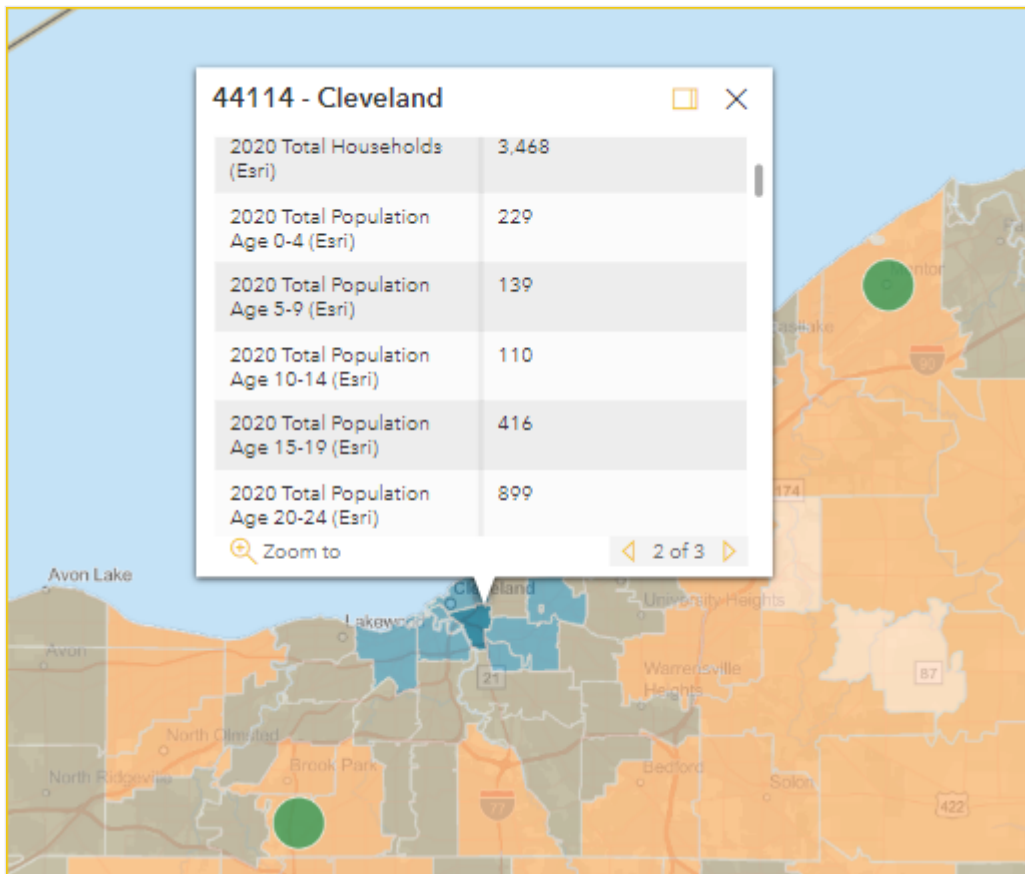 44114 - Cleveland
2020 Total Households
(Esri)
3,468
2020 Total Population
Age 0-4 (Esri)
229
2020 Total Population
Age 5-9 (Esri)
139
2020 Total Population
Age 10-14 (Esri)
110
2020 Total Population
Age 15-19 (Esri)
416
2020 Total Population
Age 20-24 (Esri)
899
Zoom to
2 of 3
90
174
Avon Lake
Cleveland
University Heights
Lakewood
Avon
Warrensville
Heights
21
87
North Olmsted
Brook Park
Bedford
North Ridgeville
Solon
77
422